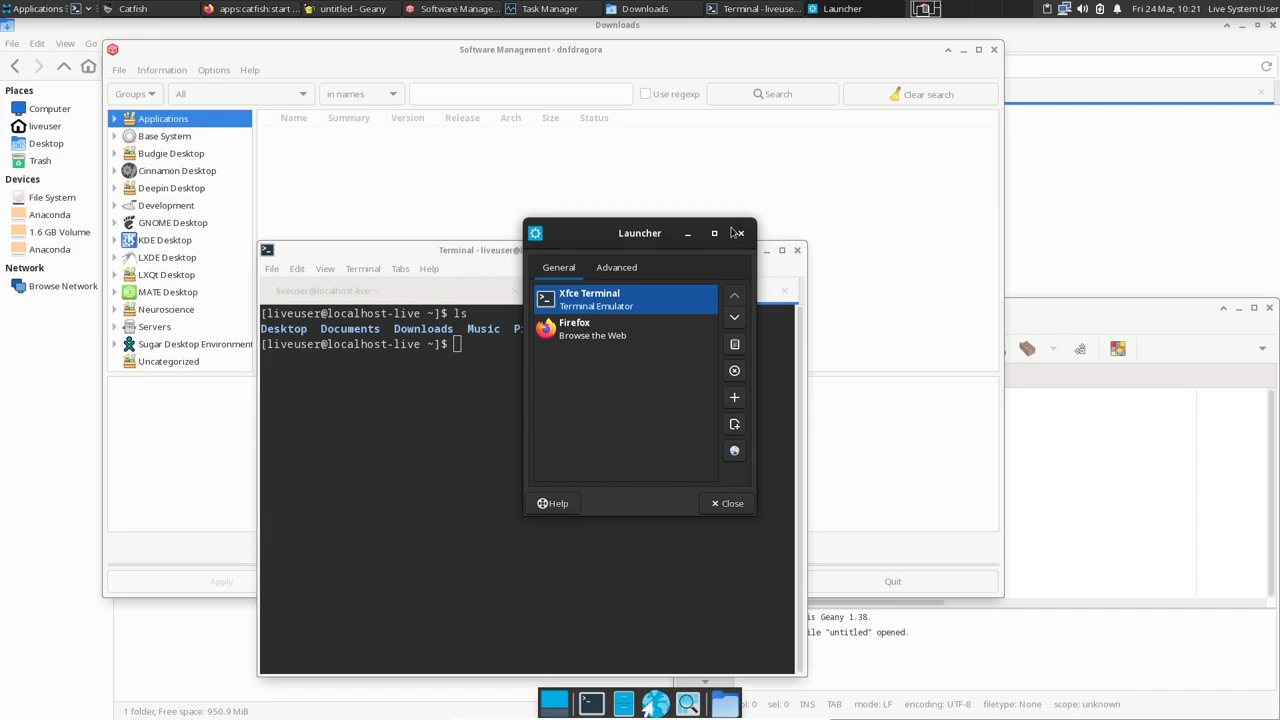 Applications
Catfish
apps:catfish:start ...
untitled - Geany
Software Manage...
Task Manager
Downloads
Terminal - liveuse...
Launcher
Fri 24 Mar, 10:21
Live System User
Downloads
File
Edit
View
Go
Software Management - dnfdragora
File
Information
Options
Help
Groups
All
in names
Use regexp
Search
Clear search
Places
Computer
liveuser
Desktop
Trash
Devices
File System
Anaconda
1.6 GB Volume
Anaconda
Network
Browse Network
Applications
Base System
Budgie Desktop
Cinnamon Desktop
Deepin Desktop
Development
GNOME Desktop
KDE Desktop
LXDE Desktop
LXQt Desktop
MATE Desktop
Neuroscience
Servers
Sugar Desktop Environment
Uncategorized
Name
Summary
Version
Release
Arch
Size
Status
Terminal - liveuser@l
File
Edit
View
Terminal
Tabs
Help
liveuser@localhost-live: ~
[liveuser@localhost-live ~]$ ls
Desktop Documents Downloads Music
[liveuser@localhost-live ~]$
Launcher
General
Advanced
Xfce Terminal
Terminal Emulator
Firefox
Browse the Web
Help
Close
Apply
Quit
is Geany 1.38.
ile "untitled" opened.
1 folder, Free space: 950.9 MiB
sel: 0
INS
TAB
mode: LF
encoding: UTF-8
filetype: None
scope: unknown